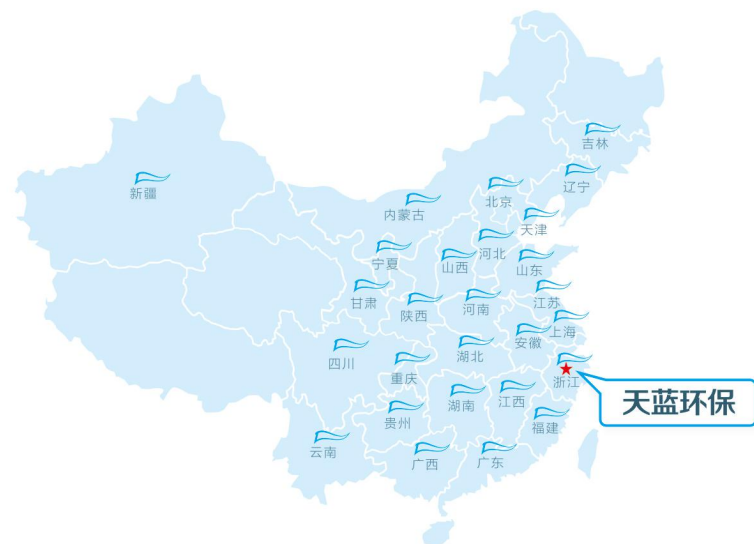 吉林
辽宁
新疆
北京
内蒙古
天津
河北
宁夏
山西
山东
甘肃
河南
江苏
陕西
上海
安徽
湖北
四川
重庆
浙江
天蓝环保
湖南
江西
贵州
福建
云南
广西
广东